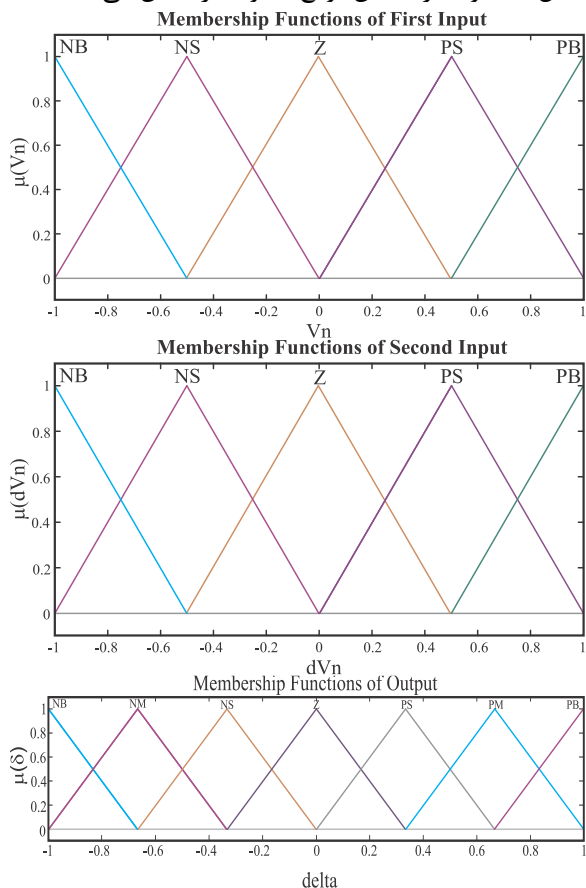 Membership Functions of First Input
NB NS Z PS PB
1
0.8
0.6
0.4
0.2
0
μ(Vn)
-1 -0.8 -0.6 -0.4 -0.2 0 0.2 0.4 0.6 0.8 1
Vn
Membership Functions of Second Input
NB NS Z PS PB
1
0.8
0.6
0.4
0.2
0
μ(dVn)
-1 -0.8 -0.6 -0.4 -0.2 0 0.2 0.4 0.6 0.8 1
dVn
Membership Functions of Output
NB NM NS Z PS PM PB
1
0.8
0.6
0.4
0.2
0
μ(δ)
-1 -0.8 -0.6 -0.4 -0.2 0 0.2 0.4 0.6 0.8 1
delta